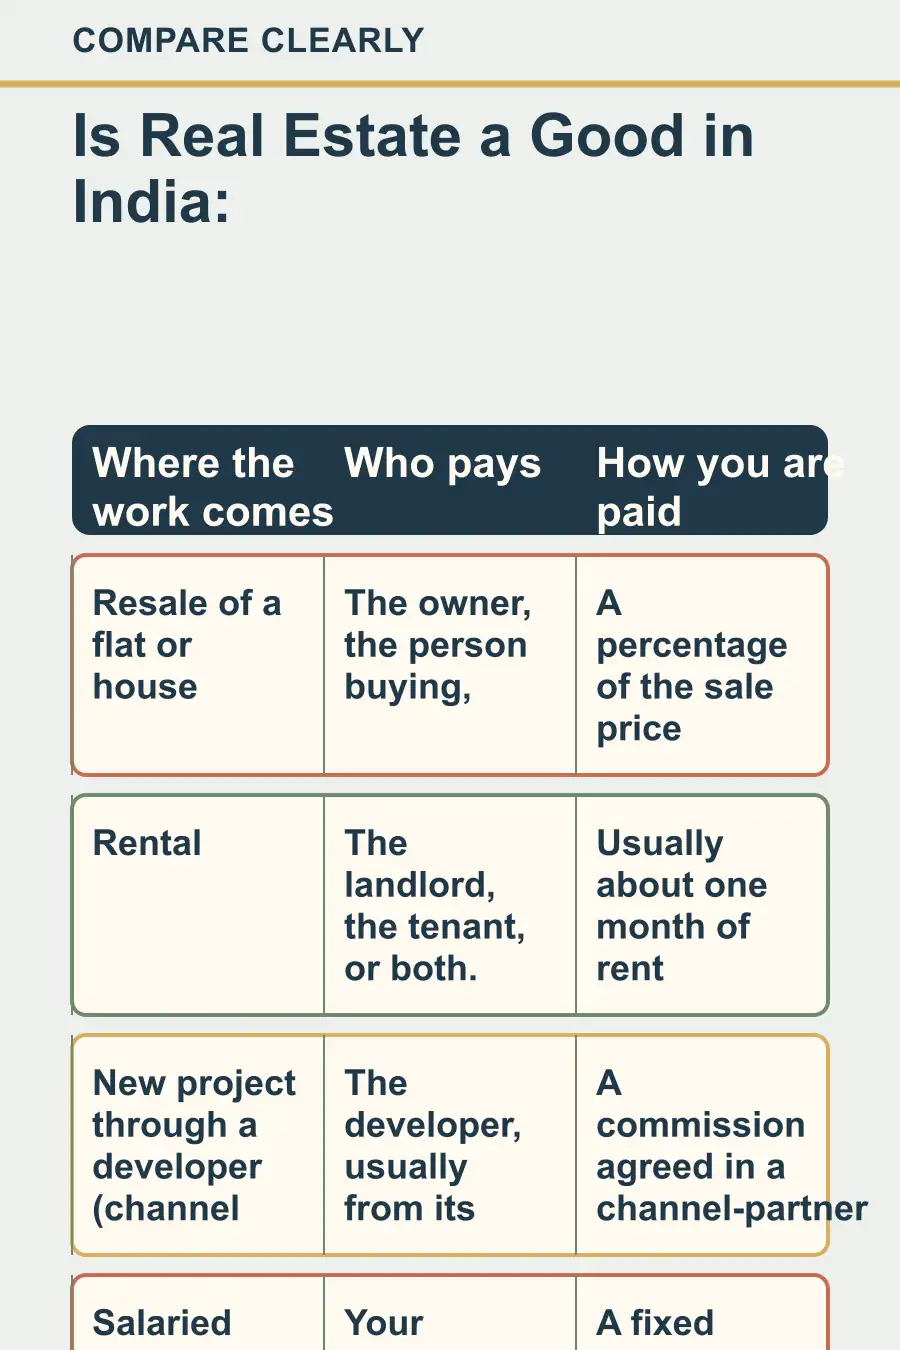 COMPARE CLEARLY
Is Real Estate a Good in
India:
Where the
work comes
Who pays
How you are
paid
Resale of a
flat or
house
The owner,
the person
buying,
A
percentage
of the sale
price
Rental
The
landlord,
the tenant,
or both.
Usually
about one
month of
rent
New project
through a
developer
(channel
The
developer,
usually
from its
A
commission
agreed in a
channel-partner
Salaried
Your
A fixed